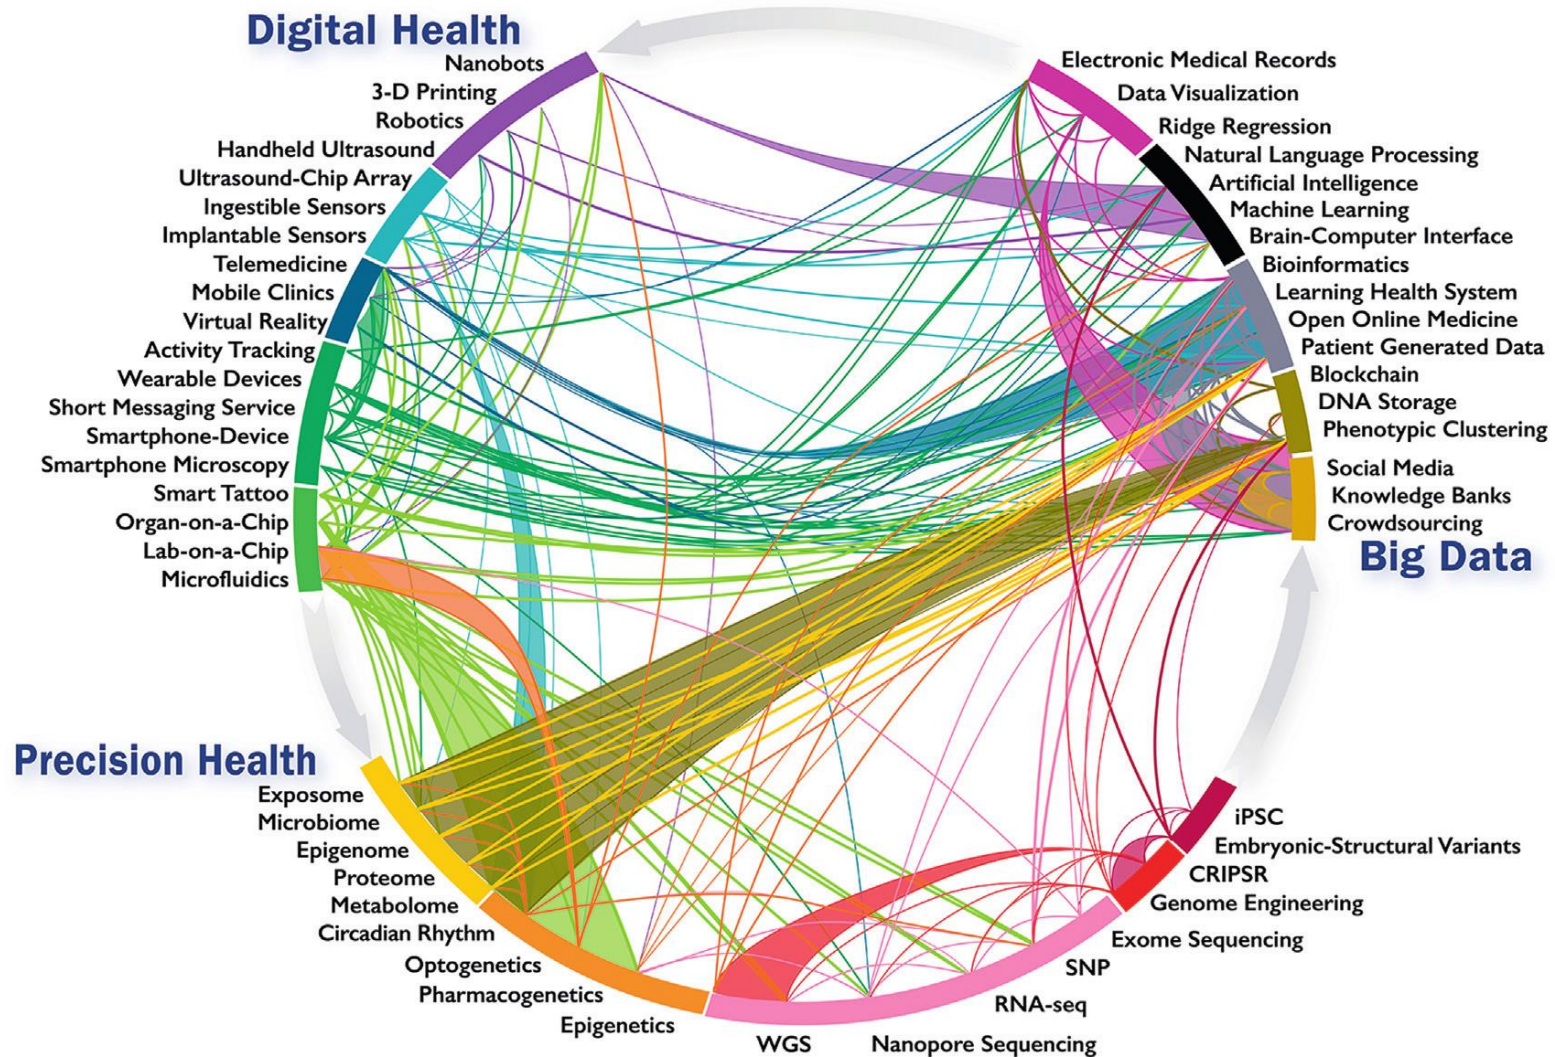 Digital Health
Nanobots
3-D Printing
Robotics
Handheld Ultrasound
Ultrasound-Chip Array
Ingestible Sensors
Implantable Sensors
Telemedicine
Mobile Clinics
Virtual Reality
Activity Tracking
Wearable Devices
Short Messaging Service
Smartphone-Device
Smartphone Microscopy
Smart Tattoo
Organ-on-a-Chip
Lab-on-a-Chip
Microfluidics
Electronic Medical Records
Data Visualization
Ridge Regression
Natural Language Processing
Artificial Intelligence
Machine Learning
Brain-Computer Interface
Bioinformatics
Learning Health System
Open Online Medicine
Patient Generated Data
Blockchain
DNA Storage
Phenotypic Clustering
Social Media
Knowledge Banks
Crowdsourcing
Big Data
Precision Health
Exposome
Microbiome
Epigenome
Proteome
Metabolome
Circadian Rhythm
Optogenetics
Pharmacogenetics
Epigenetics
WGS
Nanopore Sequencing
RNA-seq
SNP
Exome Sequencing
Genome Engineering
CRIPSR
Embryonic-Structural Variants
iPSC